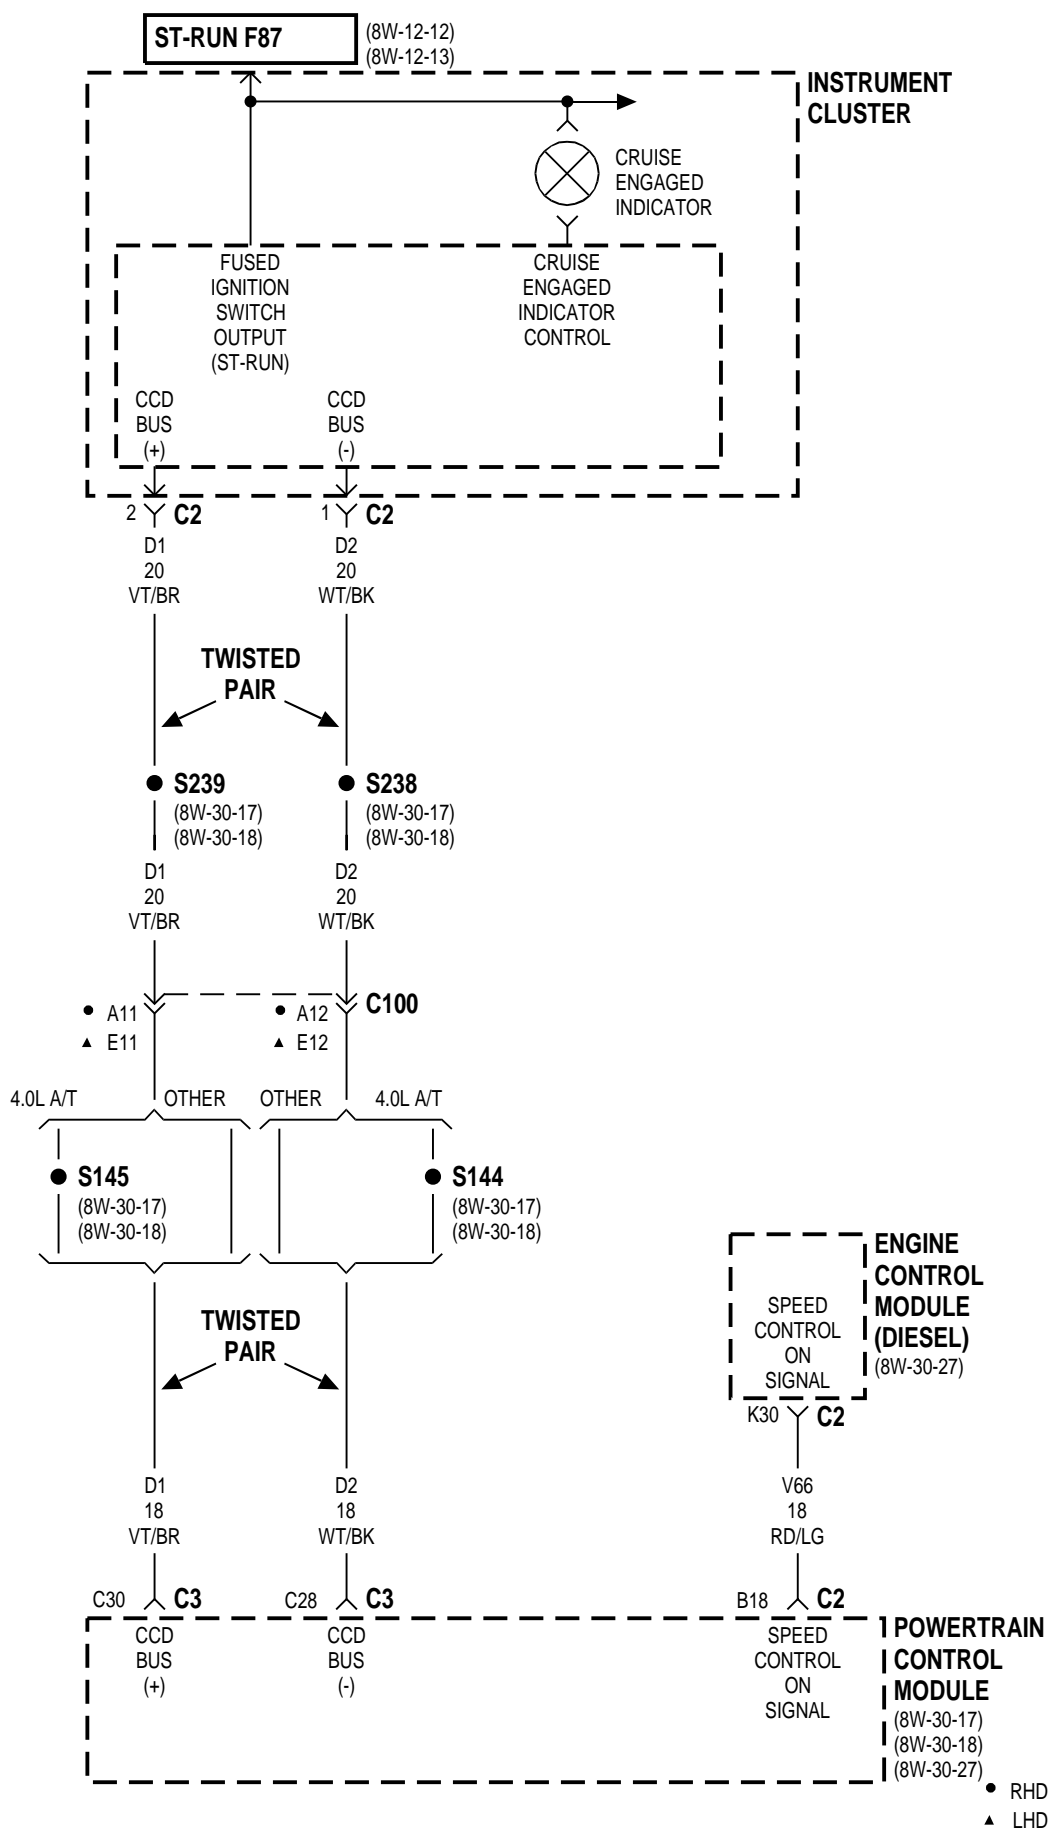 ST-RUN F87
(8W-12-12)
(8W-12-13)
INSTRUMENT
CLUSTER
CRUISE
ENGAGED
INDICATOR
FUSED
IGNITION
SWITCH
OUTPUT
(ST-RUN)
CRUISE
ENGAGED
INDICATOR
CONTROL
CCD
BUS
(+)
CCD
BUS
(-)
2
C2
1
C2
D1
20
VT/BR
D2
20
WT/BK
TWISTED
PAIR
S239
(8W-30-17)
(8W-30-18)
S238
(8W-30-17)
(8W-30-18)
D1
20
VT/BR
D2
20
WT/BK
A11
E11
A12
E12
C100
4.0L A/T
OTHER
OTHER
4.0L A/T
S145
(8W-30-17)
(8W-30-18)
S144
(8W-30-17)
(8W-30-18)
ENGINE
CONTROL
MODULE
(DIESEL)
(8W-30-27)
SPEED
CONTROL
ON
SIGNAL
TWISTED
PAIR
K30
C2
D1
18
VT/BR
D2
18
WT/BK
V66
18
RD/LG
C30
C3
C28
C3
B18
C2
CCD
BUS
(+)
CCD
BUS
(-)
SPEED
CONTROL
ON
SIGNAL
POWERTRAIN
CONTROL
MODULE
(8W-30-17)
(8W-30-18)
(8W-30-27)
RHD
LHD